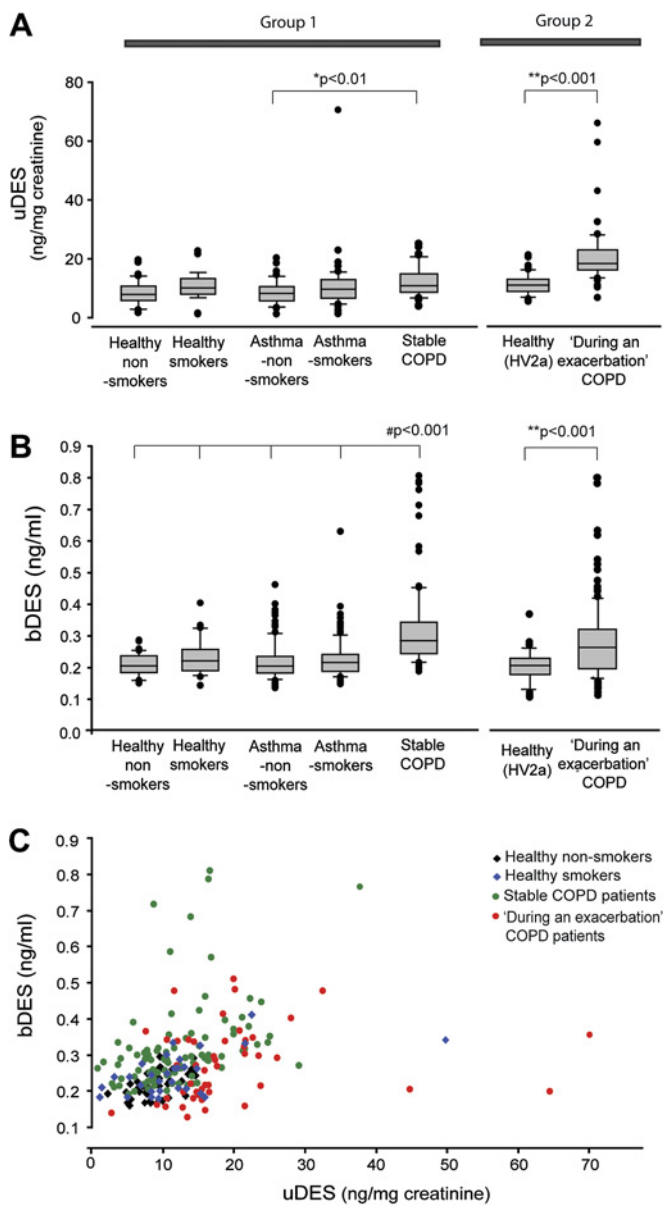 A
Group 1
Group 2
*p<0.01
**p<0.001
80
60
40
20
0
uDES
(ng/mg creatinine)
Healthy
non
-smokers
Healthy
smokers
Asthma
-non
-smokers
Asthma
-smokers
Stable
COPD
Healthy
(HV2a)
'During an
exacerbation'
COPD
B
#p<0.001
**p<0.001
0.9
0.8
0.7
0.6
0.5
0.4
0.3
0.2
0.1
0.0
bDES (ng/ml)
Healthy
non
-smokers
Healthy
smokers
Asthma
-non
-smokers
Asthma
-smokers
Stable
COPD
Healthy
(HV2a)
'During an
exacerbation'
COPD
C
0.9
0.8
0.7
0.6
0.5
0.4
0.3
0.2
0.1
bDES (ng/ml)
Healthy non-smokers
Healthy smokers
Stable COPD patients
'During an exacerbation'
COPD patients
0 10 20 30 40 50 60 70
uDES (ng/mg creatinine)